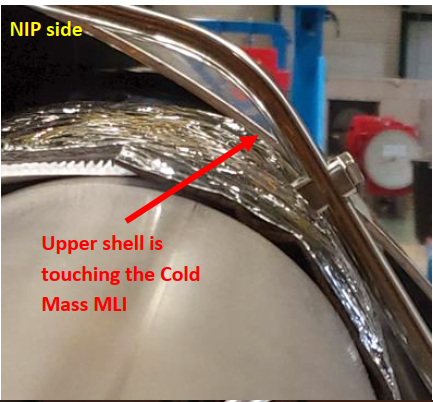 NIP side
Upper shell is
touching the Cold
Mass MLI